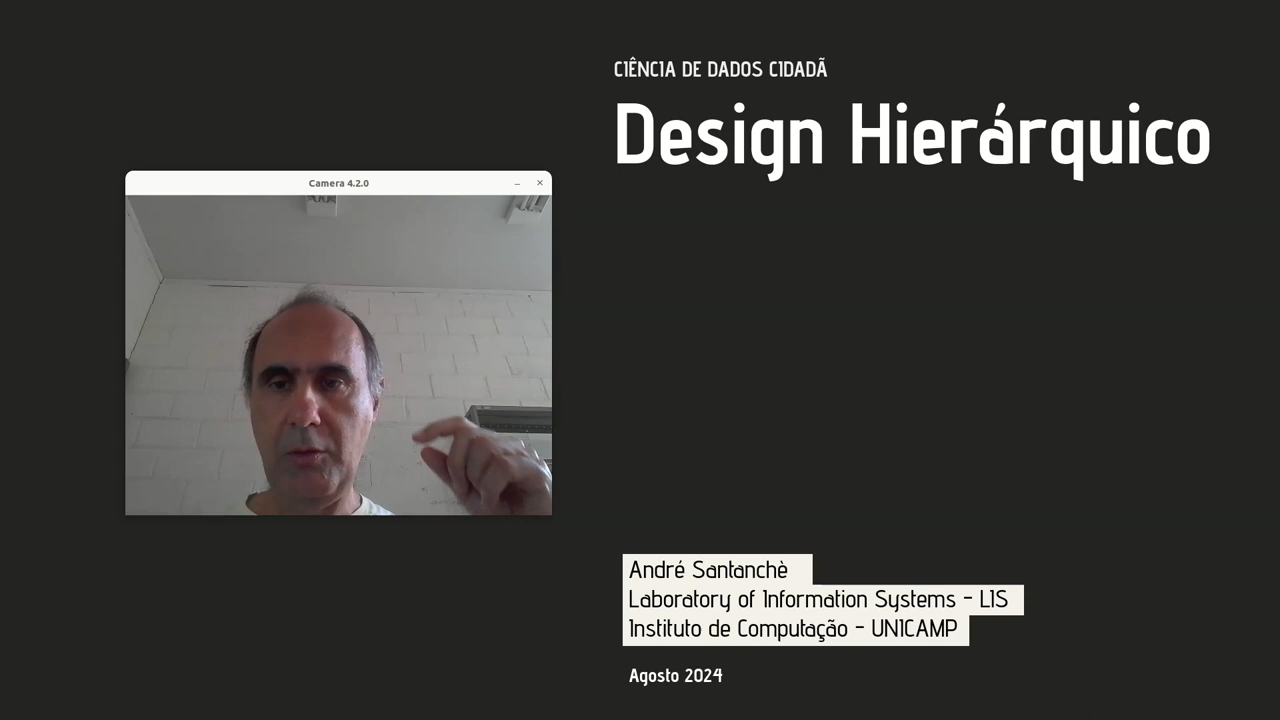 CIÊNCIA DE DADOS CIDADÃ
Design Hierárquico
Camera 4.2.0
André Santanchè
Laboratory of Information Systems - LIS
Instituto de Computação - UNICAMP
Agosto 2024